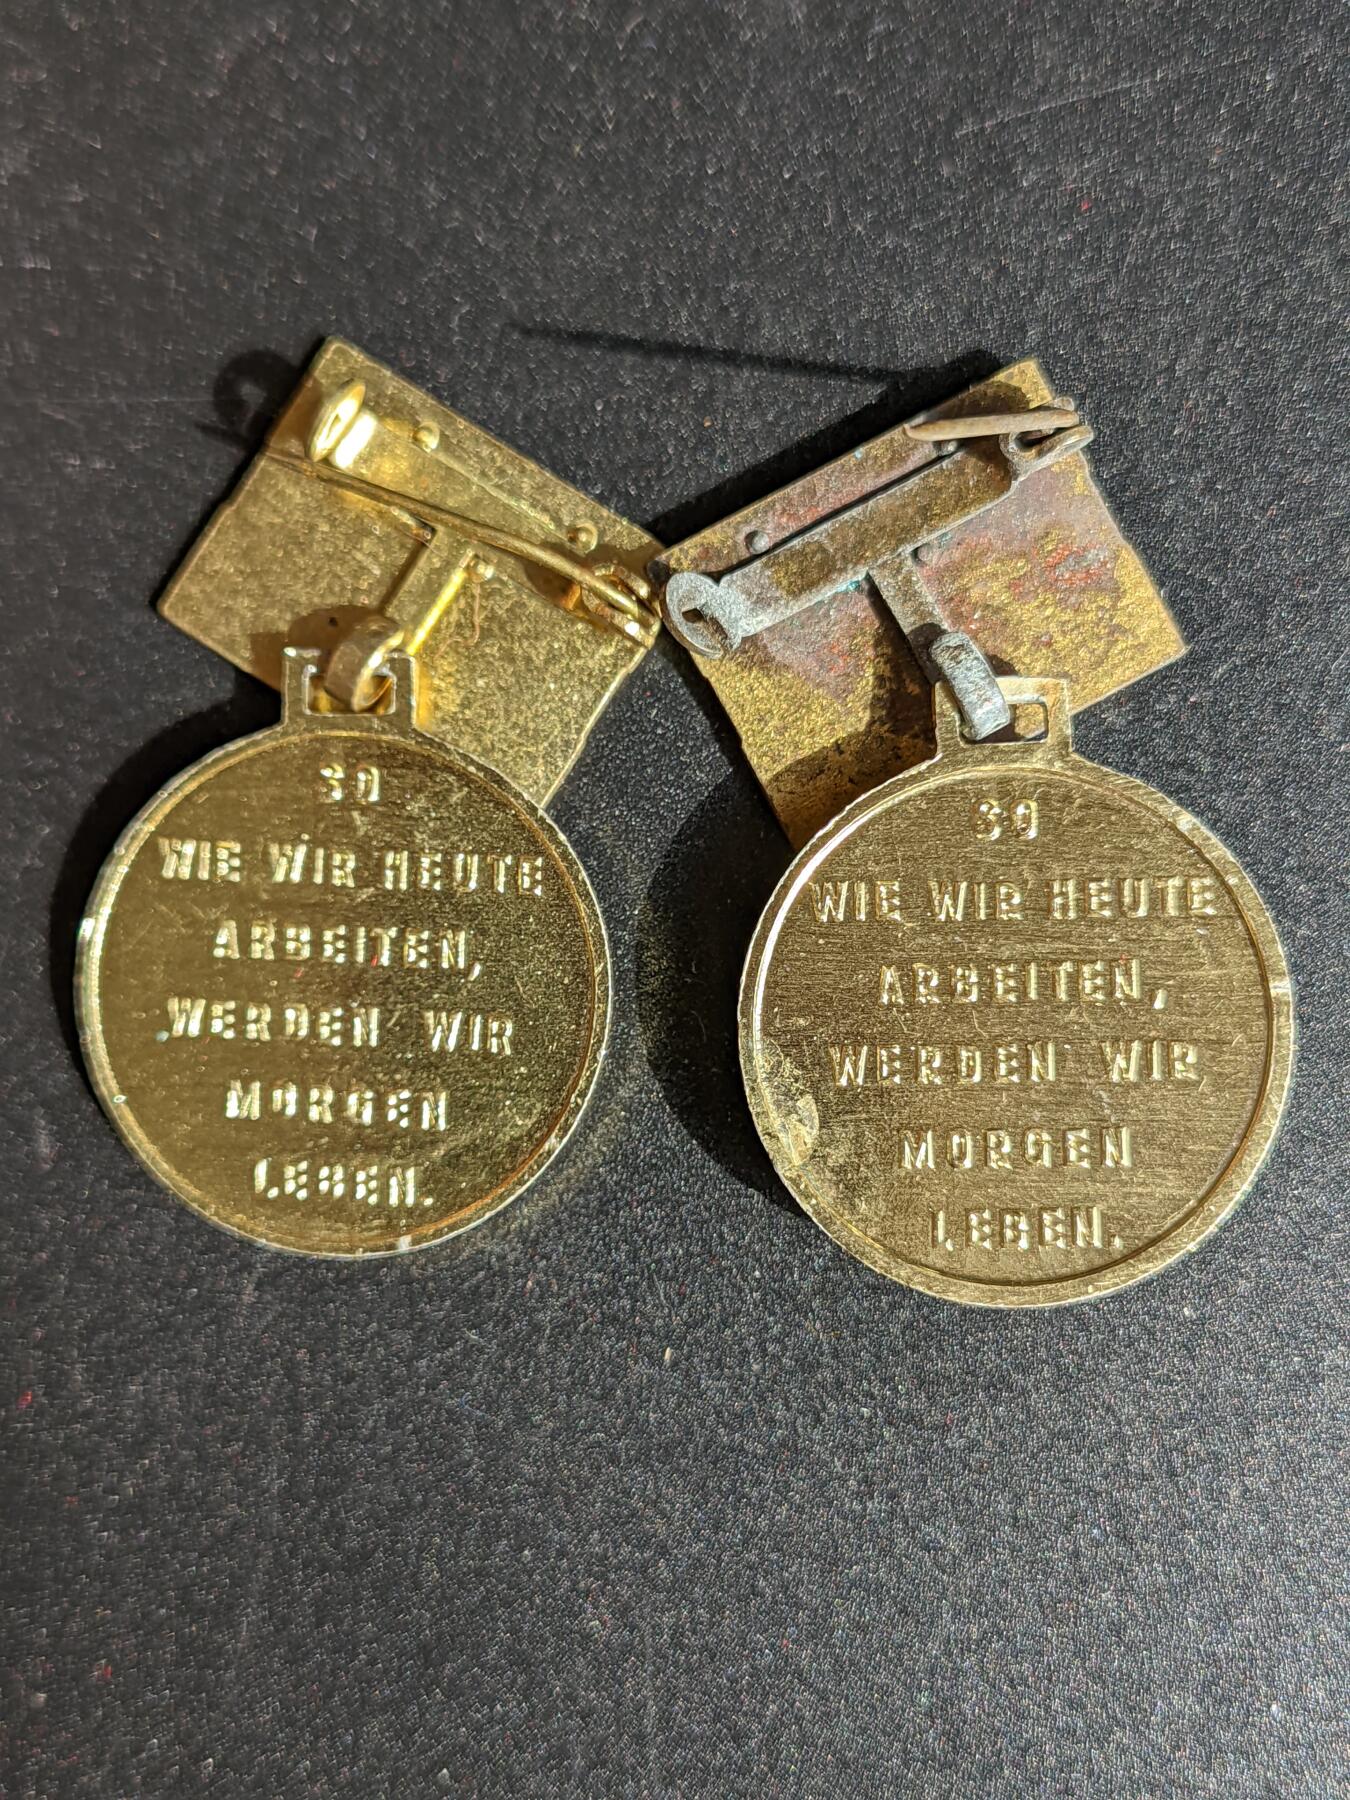 SO
WIE WIR HEUTE
ARBEITEN,
WERDEN WIR
MORGEN
LEBEN.
SO
WIE WIR HEUTE
ARBEITEN,
WERDEN WIR
MORGEN
LEBEN.